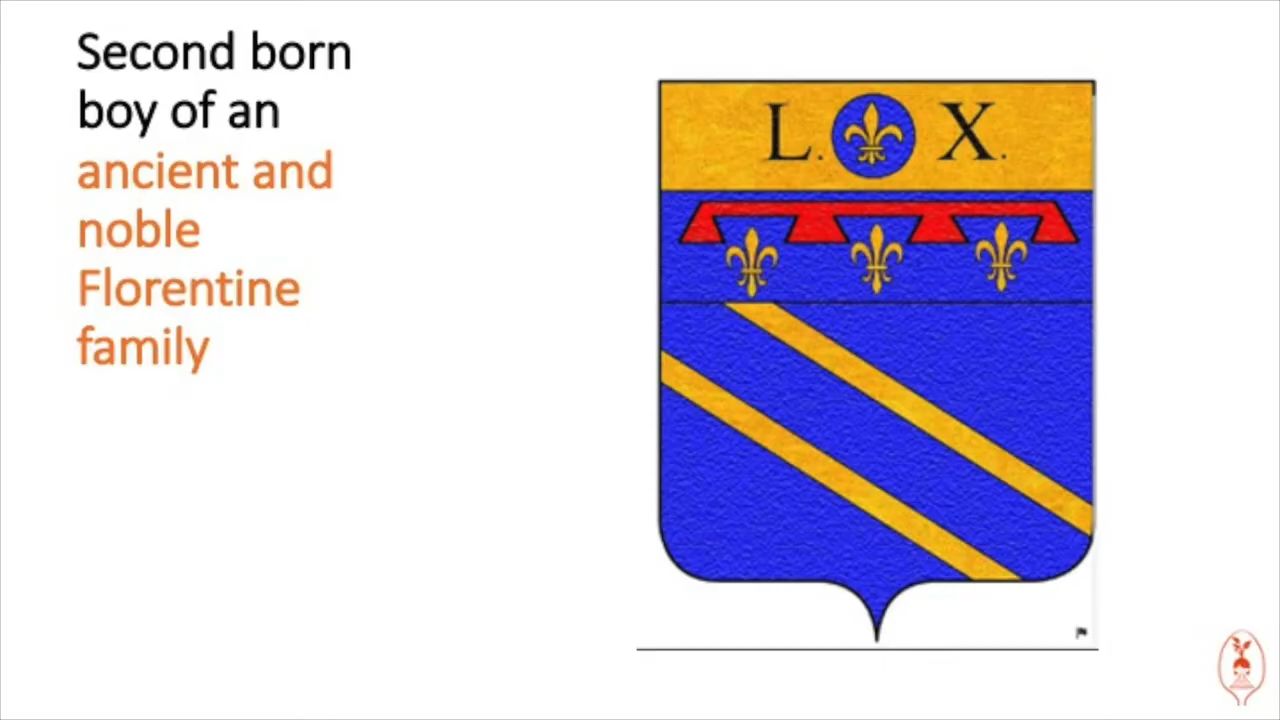 Second born
boy of an
ancient and
noble
Florentine
family
L. X.